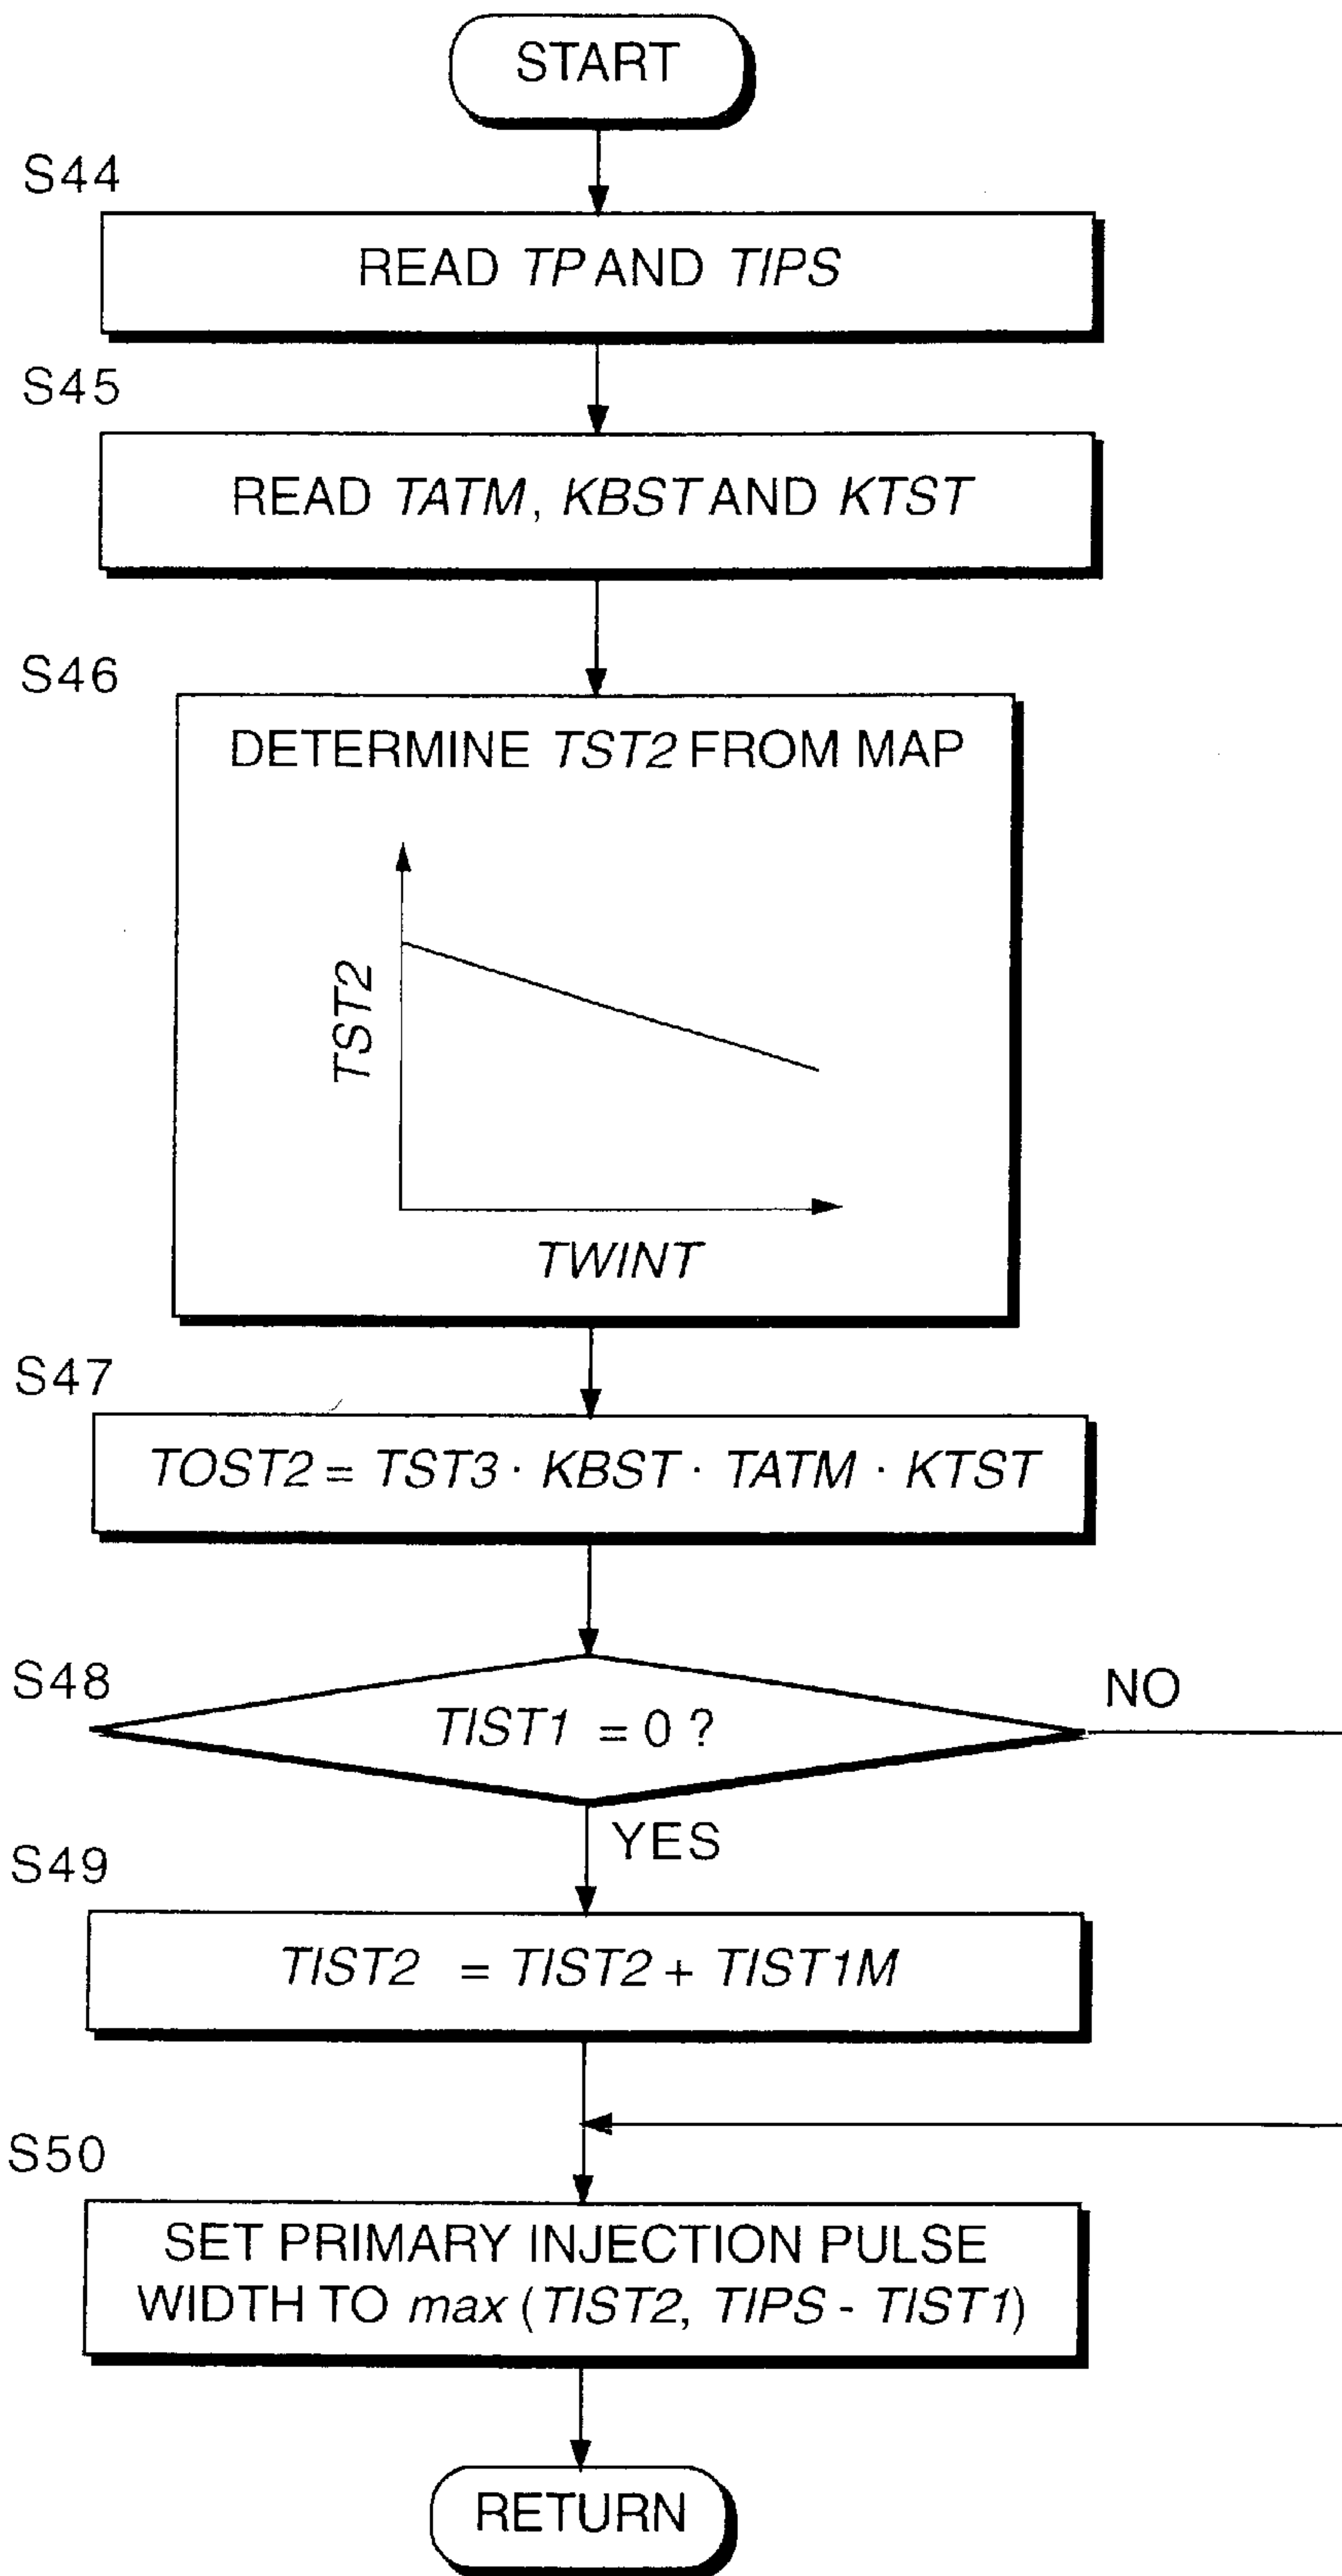 START
S44
READ TP AND TIPS
S45
READ TATM, KBST AND KTST
S46
DETERMINE TST2 FROM MAP
TST2
TWINT
S47
TOST2 = TST3 · KBST · TATM · KTST
S48
TIST1 = 0 ?
NO
YES
S49
TIST2 = TIST2 + TIST1M
S50
SET PRIMARY INJECTION PULSE
WIDTH TO max (TIST2, TIPS - TIST1)
RETURN